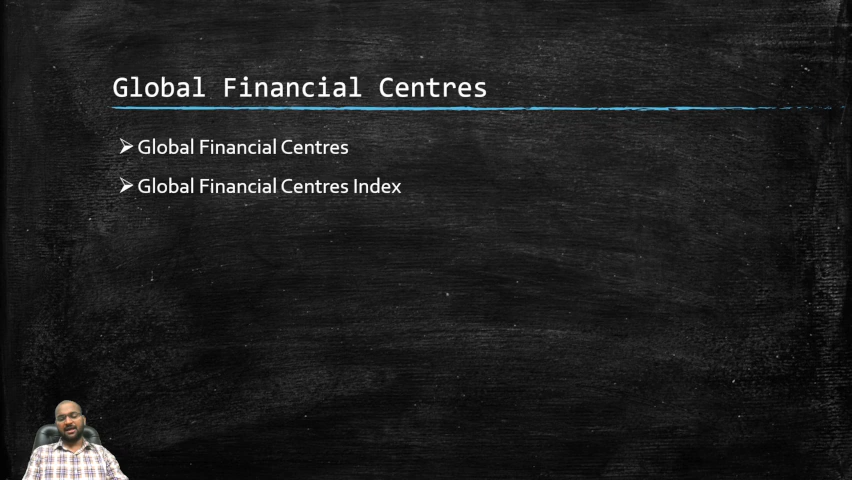 Global Financial Centres
➢ Global Financial Centres
➢ Global Financial Centres Index